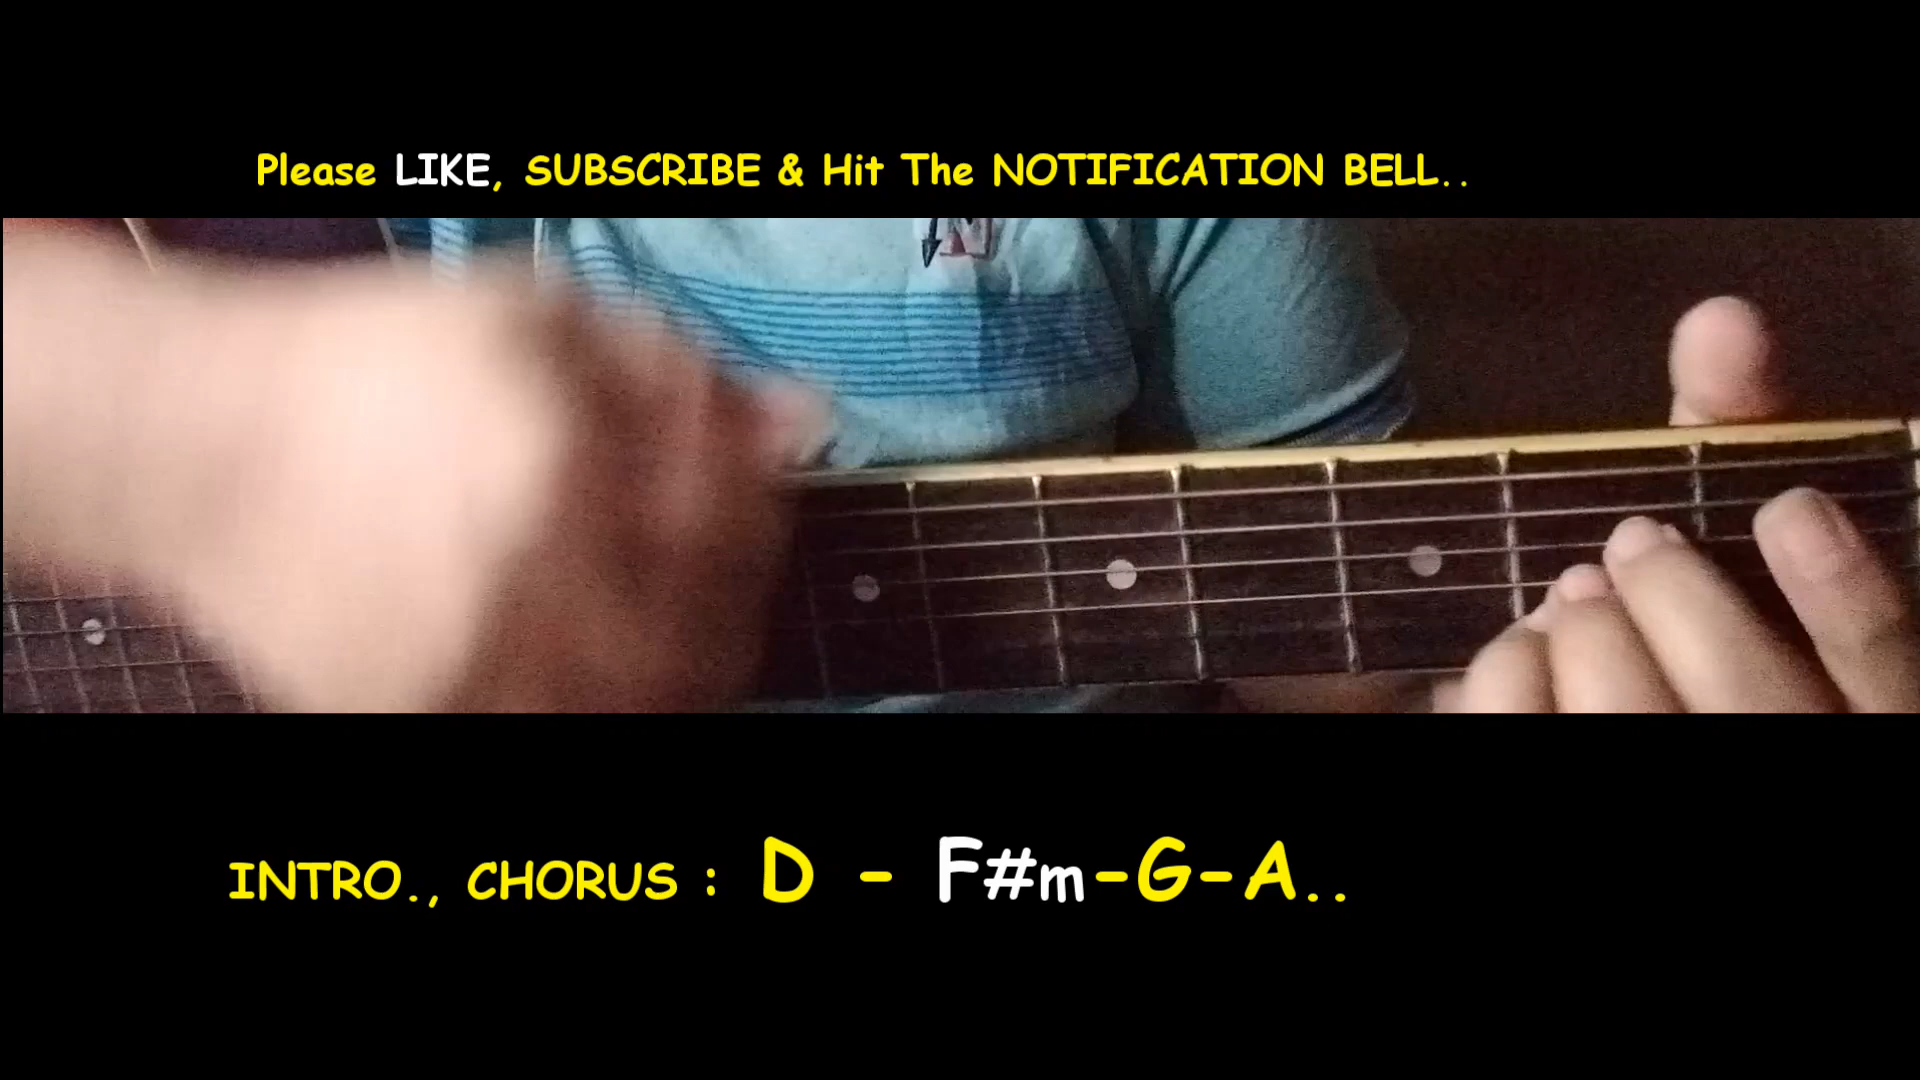 Please LIKE, SUBSCRIBE & Hit The NOTIFICATION BELL..
INTRO., CHORUS : D - F#m-G-A..